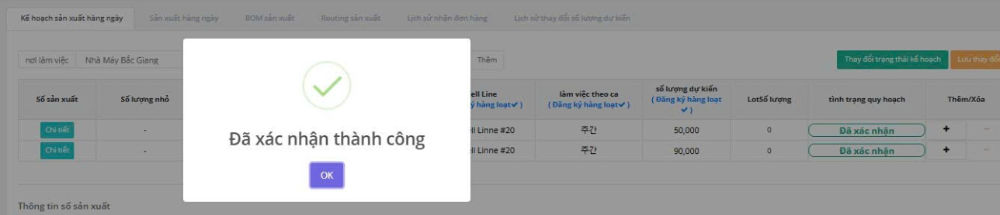 Kế hoạch sản xuất hàng ngày Sản xuất hàng ngày BOM sản xuất Routing sản xuất Lịch sử nhận đơn hàng Lịch sử thay đổi số lượng dự kiến
nơi làm việc Nhà Máy Bắc Giang Thêm Thay đổi trạng thái kế hoạch Lưu thay đổi
Số sản xuất Số lượng nhỏ ell Line làm việc theo ca số lượng dự kiến LotSố lượng tình trạng quy hoạch Thêm/Xóa
ý hàng loạt✔ ) ( Đăng ký hàng loạt✔ ) ( Đăng ký hàng loạt
✔ )
Chi tiết - ell Linne #20 주간 50,000 0 Đã xác nhận + -
Chi tiết - ell Linne #20 주간 90,000 0 Đã xác nhận + -
Đã xác nhận thành công
OK
Thông tin số sản xuất